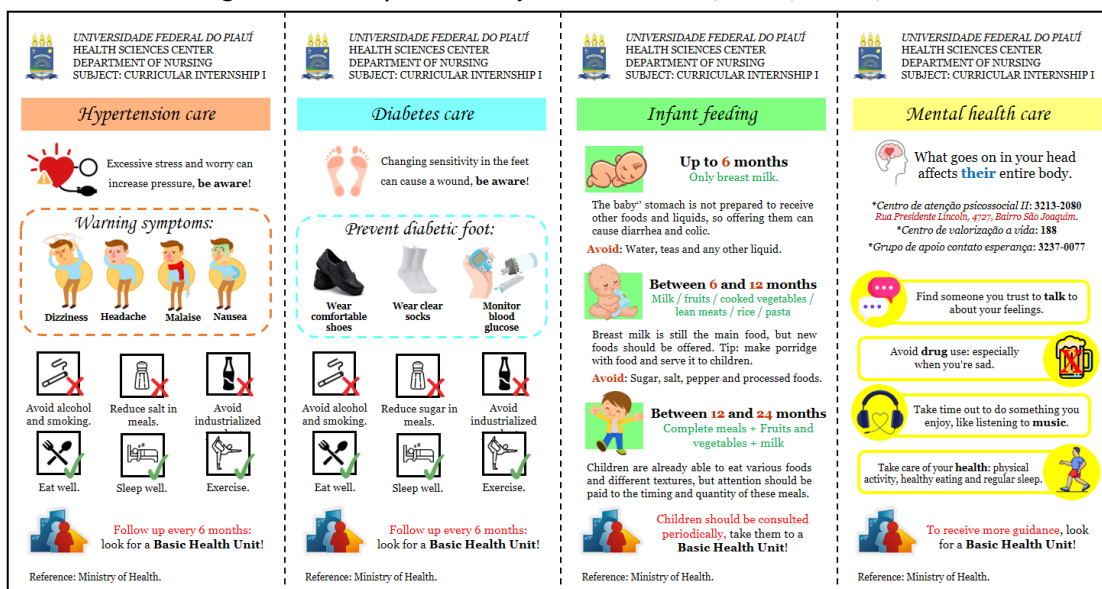 UNIVERSIDADE FEDERAL DO PIAUÍ
HEALTH SCIENCES CENTER
DEPARTMENT OF NURSING
SUBJECT: CURRICULAR INTERNSHIP I
Hypertension care
Excessive stress and worry can
increase pressure, be aware!
Warning symptoms:
Dizziness Headache Malaise Nausea
Avoid alcohol
and smoking.
Reduce salt in
meals.
Avoid
industrialized
Eat well.
Sleep well.
Exercise.
Follow up every 6 months:
look for a Basic Health Unit!
Reference: Ministry of Health.
UNIVERSIDADE FEDERAL DO PIAUÍ
HEALTH SCIENCES CENTER
DEPARTMENT OF NURSING
SUBJECT: CURRICULAR INTERNSHIP I
Diabetes care
Changing sensitivity in the feet
can cause a wound, be aware!
Prevent diabetic foot:
Wear
comfortable
shoes
Wear clear
socks
Monitor
blood
glucose
Avoid alcohol
and smoking.
Reduce sugar in
meals.
Avoid
industrialized
Eat well.
Sleep well.
Exercise.
Follow up every 6 months:
look for a Basic Health Unit!
Reference: Ministry of Health.
UNIVERSIDADE FEDERAL DO PIAUÍ
HEALTH SCIENCES CENTER
DEPARTMENT OF NURSING
SUBJECT: CURRICULAR INTERNSHIP I
Infant feeding
Up to 6 months
Only breast milk.
The baby'' stomach is not prepared to receive
other foods and liquids, so offering them can
cause diarrhea and colic.
Avoid: Water, teas and any other liquid.
Between 6 and 12 months
Milk / fruits / cooked vegetables /
lean meats / rice / pasta
Breast milk is still the main food, but new
foods should be offered. Tip: make porridge
with food and serve it to children.
Avoid: Sugar, salt, pepper and processed foods.
Between 12 and 24 months
Complete meals + Fruits and
vegetables + milk
Children are already able to eat various foods
and different textures, but attention should be
paid to the timing and quantity of these meals.
Children should be consulted
periodically, take them to a
Basic Health Unit!
Reference: Ministry of Health.
UNIVERSIDADE FEDERAL DO PIAUÍ
HEALTH SCIENCES CENTER
DEPARTMENT OF NURSING
SUBJECT: CURRICULAR INTERNSHIP I
Mental health care
What goes on in your head
affects their entire body.
*Centro de atenção psicossocial II: 3213-2080
Rua Presidente Lincoln, 4727, Bairro São Joaquim.
*Centro de valorização a vida: 188
*Grupo de apoio contato esperança: 3237-0077
Find someone you trust to talk to
about your feelings.
Avoid drug use: especially
when you're sad.
Take time out to do something you
enjoy, like listening to music.
Take care of your health: physical
activity, healthy eating and regular sleep.
To receive more guidance, look
for a Basic Health Unit!
Reference: Ministry of Health.